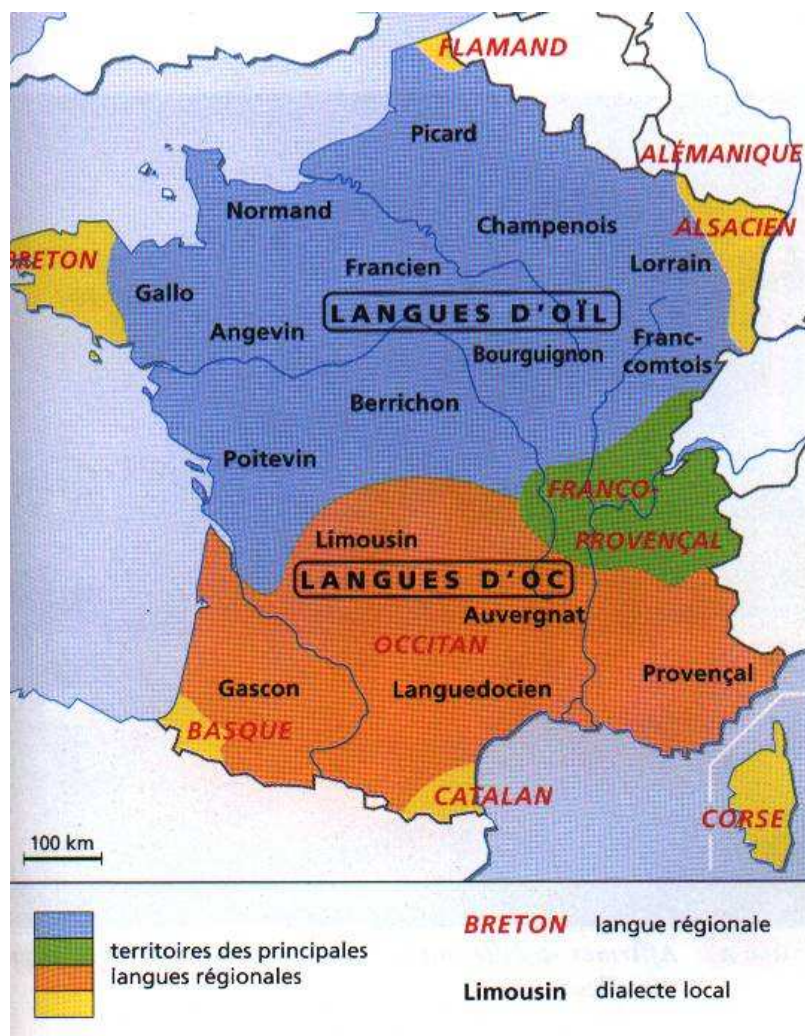 FLAMAND
Picard
ALÉMANIQUE
Normand
Champenois
ALSACIEN
BRETON
Francien
Lorrain
Gallo
LANGUES D'OÏL
Angevin
Bourguignon
Franc-
comtois
Berrichon
Poitevin
FRANCO-
PROVENÇAL
Limousin
LANGUES D'OC
Auvergnat
OCCITAN
Provençal
Gascon
Languedocien
BASQUE
CATALAN
CORSE
100 km
territoires des principales
langues régionales
BRETON langue régionale
Limousin dialecte local